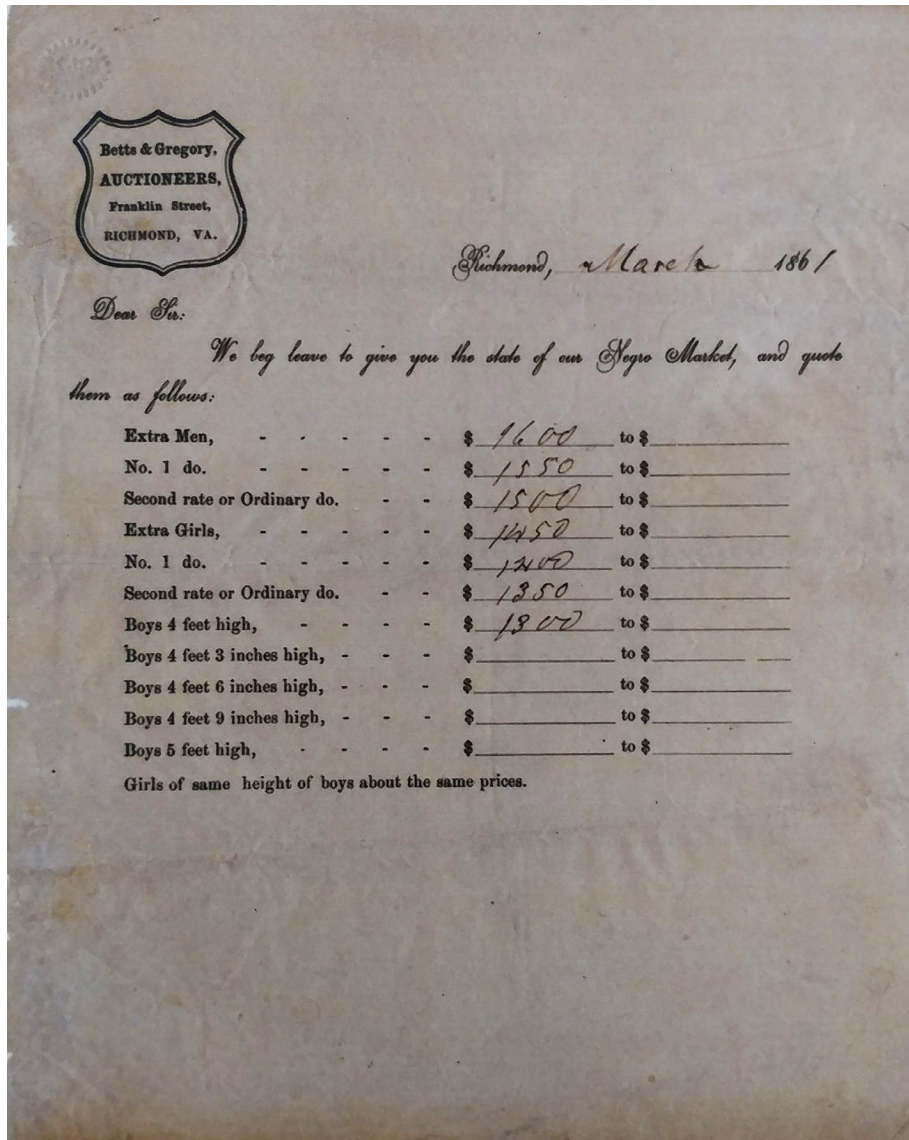 Betts & Gregory,
AUCTIONEERS,
Franklin Street,
RICHMOND, VA.
Richmond, March 1861
Dear Sir:
We beg leave to give you the state of our Negro Market, and quote
them as follows:
Extra Men, - - - - - $ 1600 to $
No. 1 do. - - - - - $ 1550 to $
Second rate or Ordinary do. - - $ 1500 to $
Extra Girls, - - - - - $ 1450 to $
No. 1 do. - - - - - $ 1400 to $
Second rate or Ordinary do. - - $ 1350 to $
Boys 4 feet high, - - - - $ 1300 to $
Boys 4 feet 3 inches high, - - - $ to $
Boys 4 feet 6 inches high, - - - $ to $
Boys 4 feet 9 inches high, - - - $ to $
Boys 5 feet high, - - - - $ to $
Girls of same height of boys about the same prices.